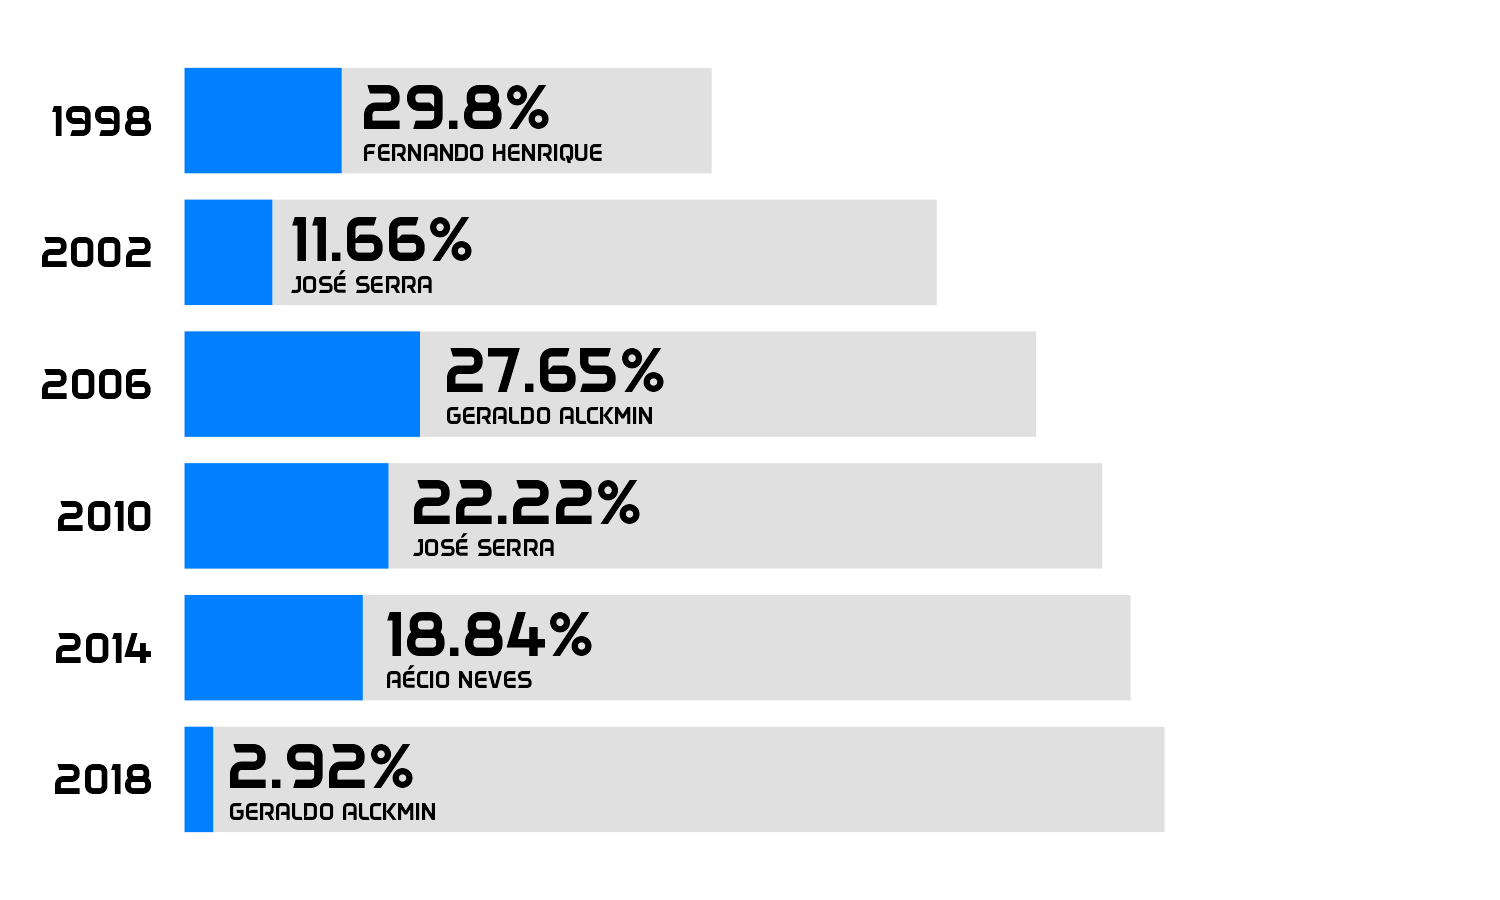 1998
29.8%
FERNANDO HENRIQUE
2002
11.66%
JOSÉ SERRA
2006
27.65%
GERALDO ALCKMIN
2010
22.22%
JOSÉ SERRA
2014
18.84%
AÉCIO NEVES
2018
2.92%
GERALDO ALCKMIN